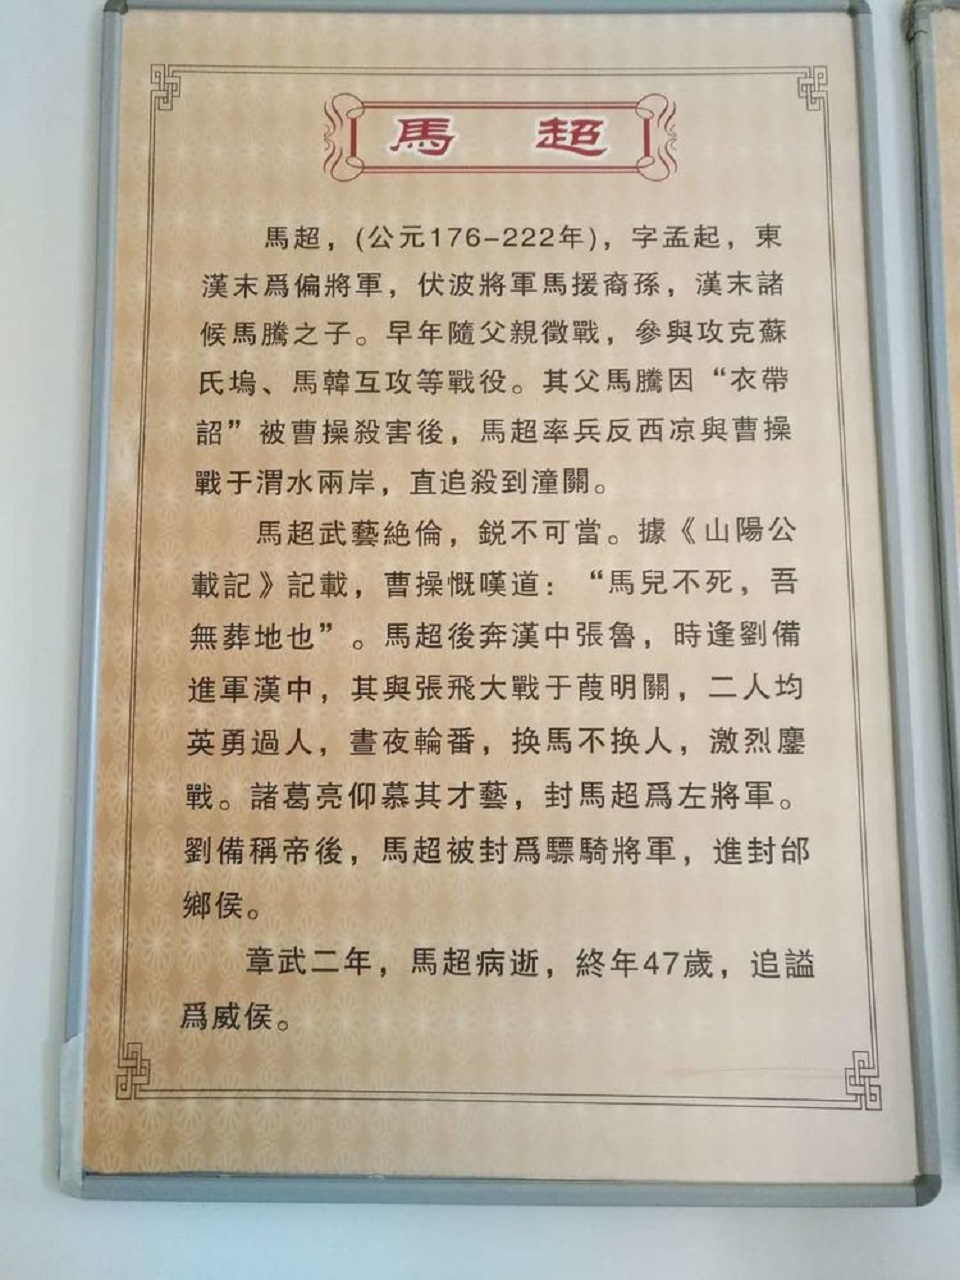 馬 超
馬超，(公元176-222年)，字孟起，東
漢末爲偏將軍，伏波將軍馬援裔孫，漢末諸
候馬騰之子。早年隨父親徵戰，參與攻克蘇
氏塢、馬韓互攻等戰役。其父馬騰因“衣帶
詔”被曹操殺害後，馬超率兵反西凉與曹操
戰于渭水兩岸，直追殺到潼關。
馬超武藝絶倫，鋭不可當。據《山陽公
載記》記載，曹操慨嘆道：“馬兒不死，吾
無葬地也”。馬超後奔漢中張魯，時逢劉備
進軍漢中，其與張飛大戰于葭明關，二人均
英勇過人，晝夜輪番，换馬不换人，激烈鏖
戰。諸葛亮仰慕其才藝，封馬超爲左將軍。
劉備稱帝後，馬超被封爲驃騎將軍，進封邰
鄉侯。
章武二年，馬超病逝，終年47歲，追謚
爲威侯。